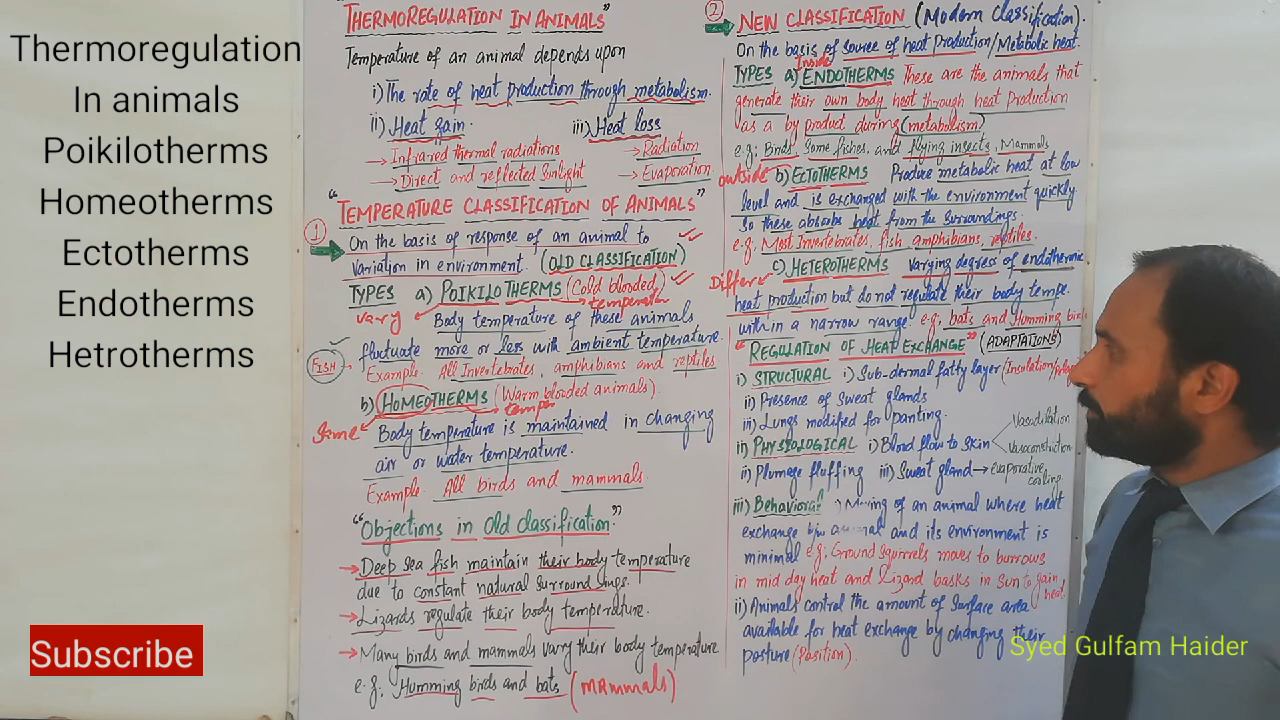 Thermoregulation
In animals
Poikilotherms
Homeotherms
Ectotherms
Endotherms
Hetrotherms
Subscribe
"THERMOREGULATION IN ANIMALS"
Temperature of an animal depends upon
i) The rate of heat production through metabolism.
ii) Heat gain. iii) Heat loss
→ Infrared thermal radiations → Radiation
→ Direct and reflected Sunlight → Evaporation
"TEMPERATURE CLASSIFICATION OF ANIMALS"
① On the basis of response of an animal to
variation in environment. (OLD CLASSIFICATION)
TYPES a) POIKILOTHERMS (Cold blooded)
vary temperature
Body temperature of these animals
fluctuate more or less with ambient temperature.
FISH → Example. All Invertebrates, amphibians and reptiles
b) HOMEOTHERMS (Warm blooded animals).
Same temper
Body temperature is maintained in changing
air or water temperature.
Example. All birds and mammals.
"Objections in Old classification"
→ Deep sea fish maintain their body temperature
due to constant natural surroundings.
→ Lizards regulate their body temperature.
→ Many birds and mammals vary their body temperature
e.g; Humming birds and bats (mammals)
② NEW CLASSIFICATION (Modern classification).
On the basis of source of heat production/Metabolic heat.
Inside
TYPES a) ENDOTHERMS These are the animals that
generate their own body heat through heat Production
as a by product during (metabolism)
e.g; Birds, Some fishes, and flying insects, Mammals
outside b) ECTOTHERMS Produce metabolic heat at low
level and is exchanged with the environment quickly
So these absorbs heat from the surroundings.
e.g; Most Invertebrates, fish, amphibians, reptiles.
Differ c) HETEROTHERMS varying degress of endothermic
heat production but do not regulate their body tempe.
within a narrow range. e.g; bats and Humming birds
"REGULATION OF HEAT EXCHANGE" (ADAPTATIONS)
i) STRUCTURAL i) Sub-dermal fatty layer (Insulation/
ii) Presence of Sweat glands
iii) Lungs modified for panting.
ii) PHYSIOLOGICAL i) Blood flow to skin Vasodilation
Vasoconstriction
ii) Plumage fluffing iii) Sweat gland → evaporative
cooling
iii) Behavioral i) Moving of an animal where heat
exchange b/w animal and its environment is
minimal e.g; Ground squirrels moves to burrows
in mid day heat and lizard basks in Sun to gain
heat.
ii) Animals control the amount of surface area
available for heat exchange by changing their
posture (Position).
Syed Gulfam Haider